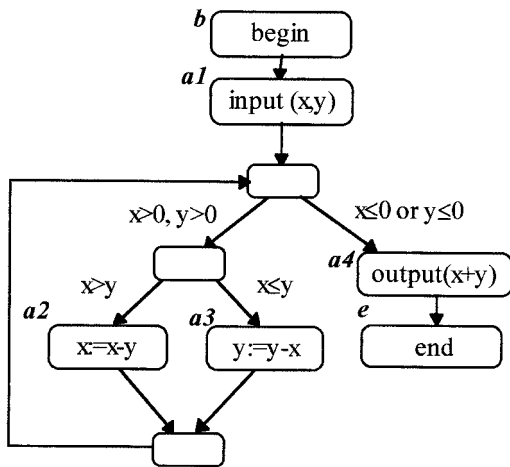 b
begin
a1
input (x,y)
x>0, y>0
x≤0 or y≤0
a4
output(x+y)
x>y
x≤y
e
end
a2
x:=x-y
a3
y:=y-x